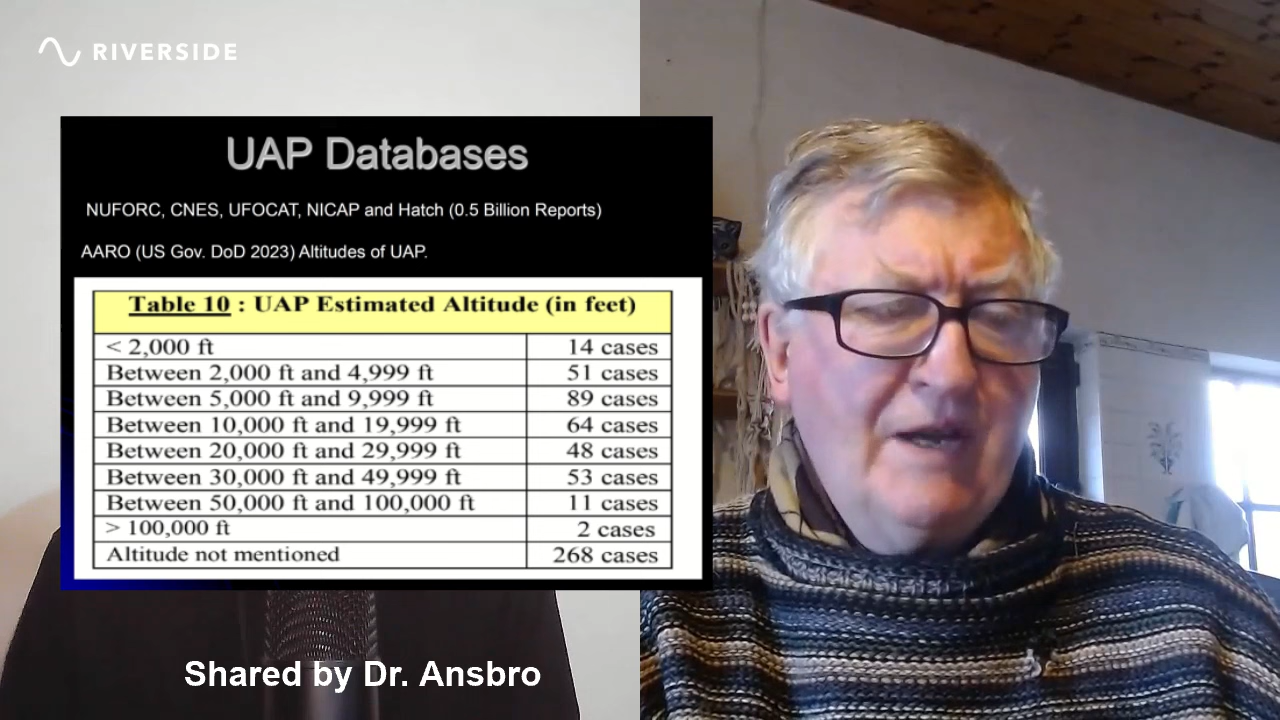 RIVERSIDE
UAP Databases
NUFORC, CNES, UFOCAT, NICAP and Hatch (0.5 Billion Reports)
AARO (US Gov. DoD 2023) Altitudes of UAP.
Table 10 : UAP Estimated Altitude (in feet)
< 2,000 ft 14 cases
Between 2,000 ft and 4,999 ft 51 cases
Between 5,000 ft and 9,999 ft 89 cases
Between 10,000 ft and 19,999 ft 64 cases
Between 20,000 ft and 29,999 ft 48 cases
Between 30,000 ft and 49,999 ft 53 cases
Between 50,000 ft and 100,000 ft 11 cases
> 100,000 ft 2 cases
Altitude not mentioned 268 cases
Shared by Dr. Ansbro